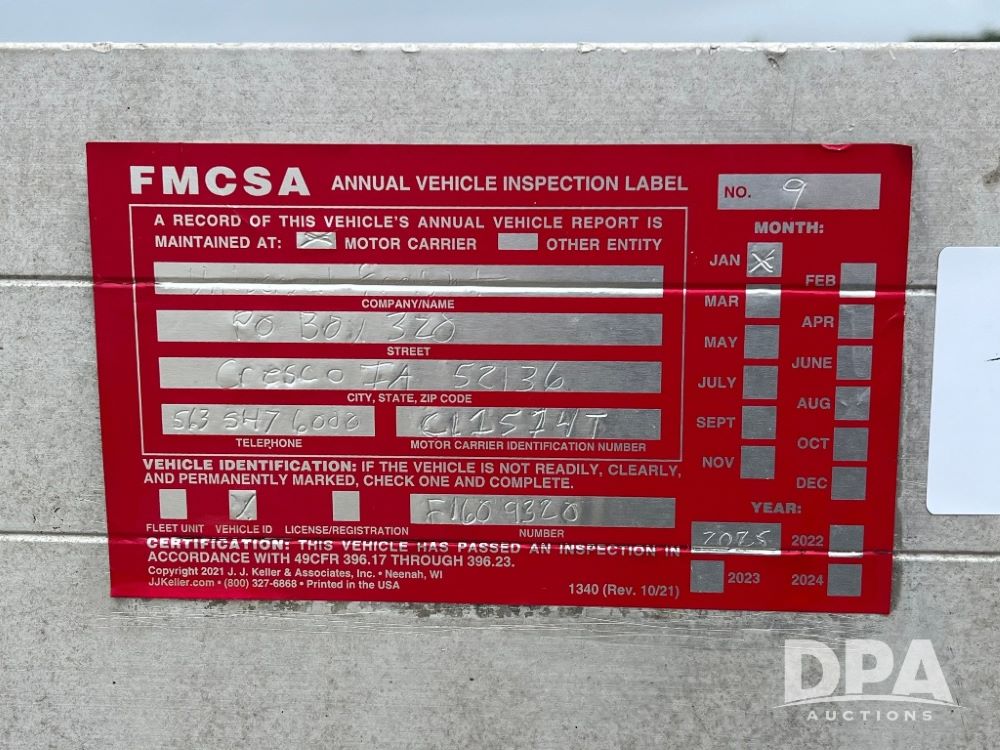 FMCSA ANNUAL VEHICLE INSPECTION LABEL
NO. 9
A RECORD OF THIS VEHICLE'S ANNUAL VEHICLE REPORT IS
MAINTAINED AT: X MOTOR CARRIER OTHER ENTITY
COMPANY/NAME
PO Box 320
STREET
Cresco IA 52136
CITY, STATE, ZIP CODE
563 547 6000
TELEPHONE
MOTOR CARRIER IDENTIFICATION NUMBER
VEHICLE IDENTIFICATION: IF THE VEHICLE IS NOT READILY, CLEARLY,
AND PERMANENTLY MARKED, CHECK ONE AND COMPLETE.
FLEET UNIT VEHICLE ID LICENSE/REGISTRATION
F1609320
NUMBER
CERTIFICATION: THIS VEHICLE HAS PASSED AN INSPECTION IN
ACCORDANCE WITH 49CFR 396.17 THROUGH 396.23.
Copyright 2021 J. J. Keller & Associates, Inc. • Neenah, WI
JJKeller.com • (800) 327-6868 • Printed in the USA
1340 (Rev. 10/21)
MONTH:
JAN X
FEB
MAR
APR
MAY
JUNE
JULY
AUG
SEPT
OCT
NOV
DEC
YEAR:
2025 2022
2023 2024
DPA
AUCTIONS